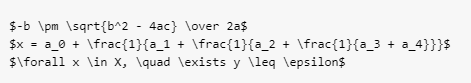 $-b \pm \sqrt{b^2 - 4ac} \over 2a$
$x = a_0 + \frac{1}{a_1 + \frac{1}{a_2 + \frac{1}{a_3 + a_4}}}$
$\forall x \in X, \quad \exists y \leq \epsilon$